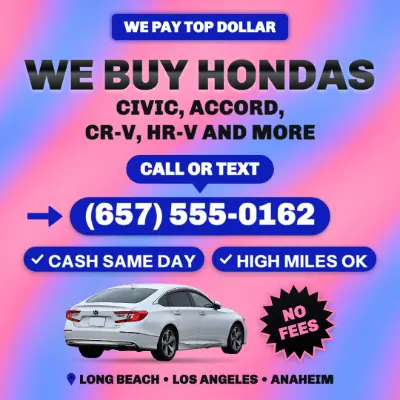 WE PAY TOP DOLLAR
WE BUY HONDAS
CIVIC, ACCORD,
CR-V, HR-V AND MORE
CALL OR TEXT
(657) 555-0162
CASH SAME DAY
HIGH MILES OK
NO
FEES
LONG BEACH • LOS ANGELES • ANAHEIM